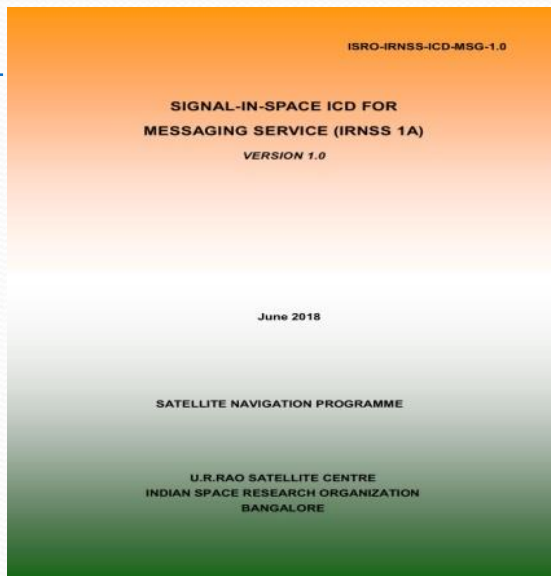 ISRO-IRNSS-ICD-MSG-1.0
SIGNAL-IN-SPACE ICD FOR
MESSAGING SERVICE (IRNSS 1A)
VERSION 1.0
June 2018
SATELLITE NAVIGATION PROGRAMME
U.R.RAO SATELLITE CENTRE
INDIAN SPACE RESEARCH ORGANIZATION
BANGALORE